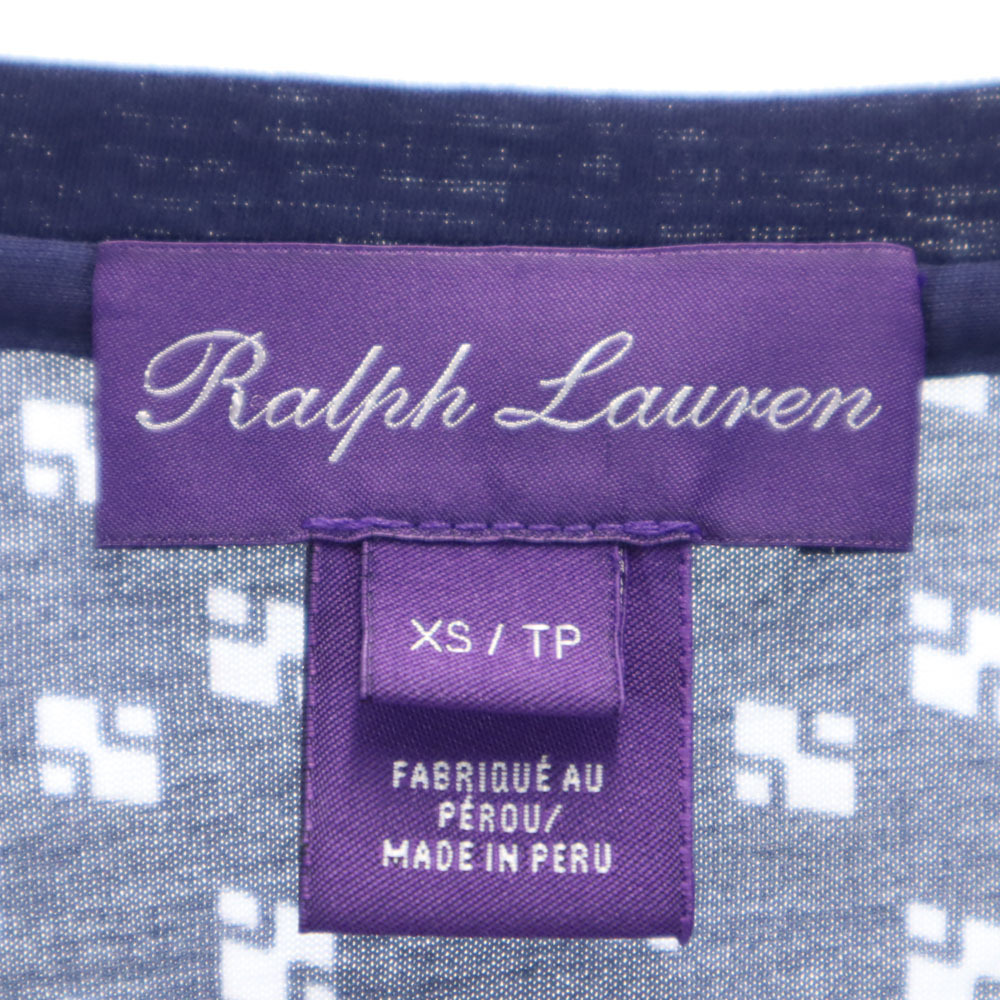 Ralph Lauren
XS / TP
FABRIQUÉ AU
PÉROU/
MADE IN PERU